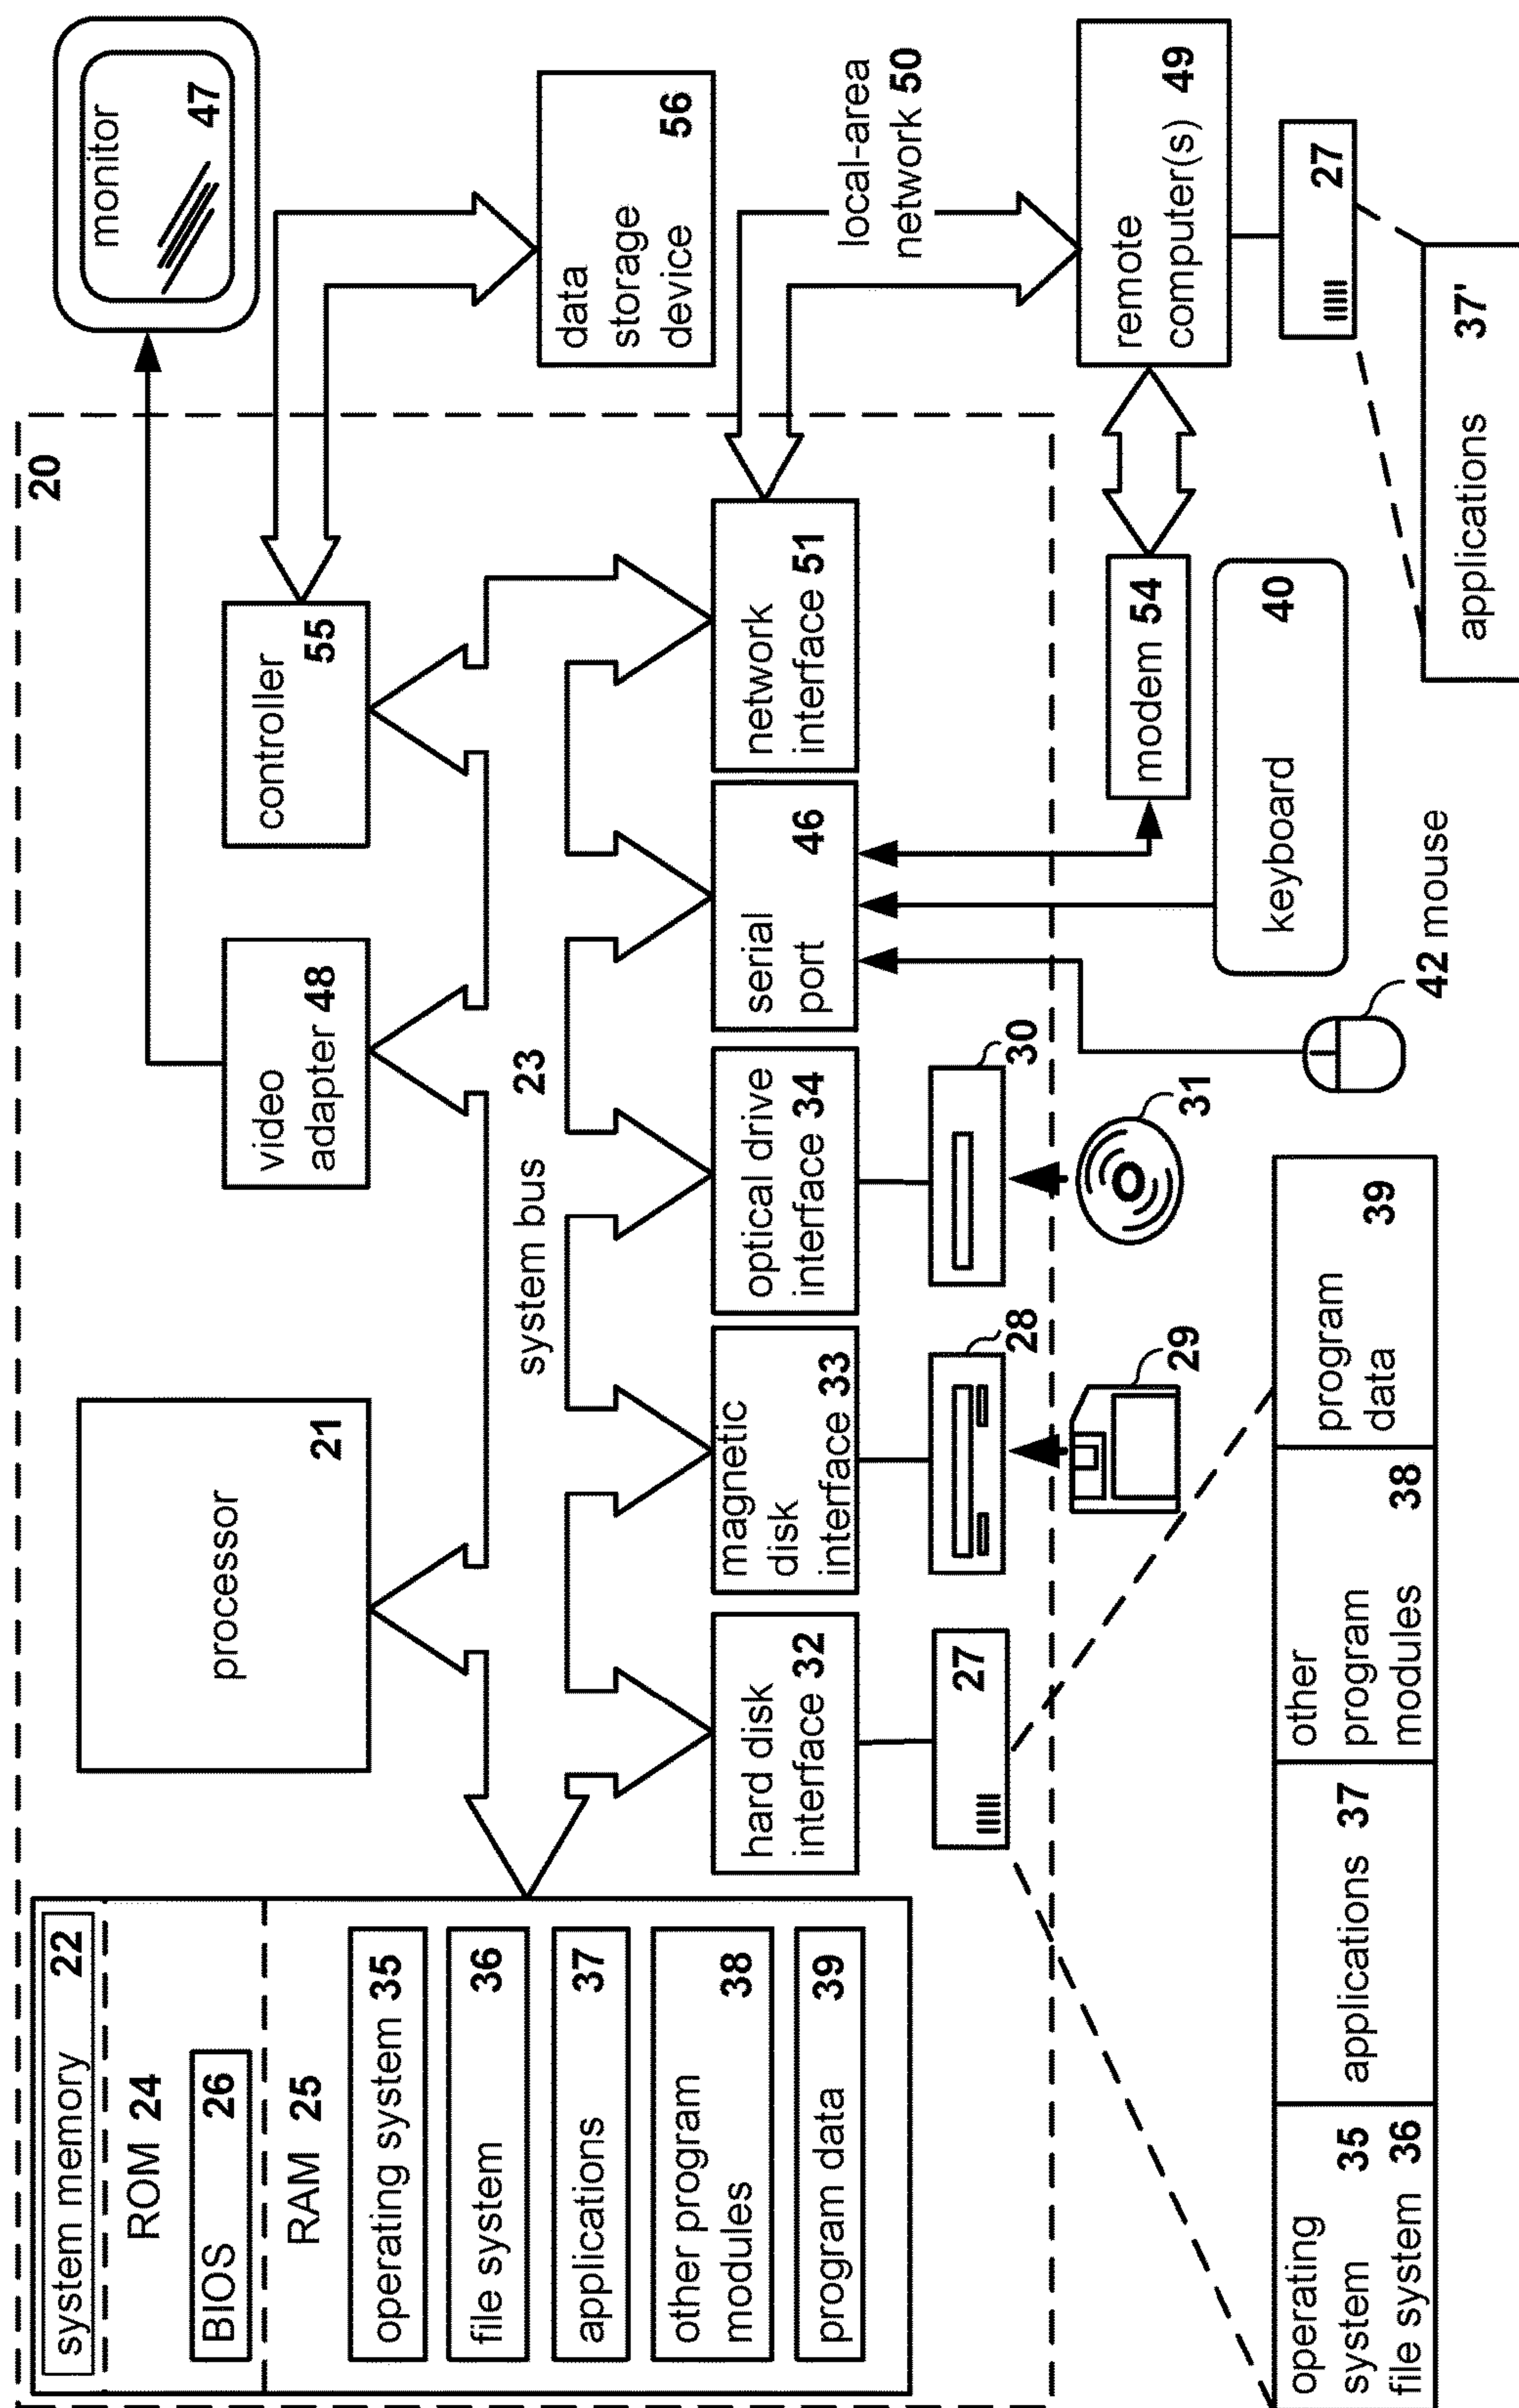 20
system memory 22
ROM 24
BIOS 26
RAM 25
operating system 35
file system 36
applications 37
other program
modules 38
program data 39
processor
21
video
adapter 48
controller
55
monitor
47
system bus 23
data
storage
device 56
local-area
network 50
hard disk
interface 32
magnetic
disk
interface 33
optical drive
interface 34
serial
port 46
network
interface 51
27
28
30
29
31
modem 54
remote
computer(s) 49
27
keyboard 40
42 mouse
applications 37'
operating
system 35
file system 36
applications 37
other
program
modules 38
program
data 39